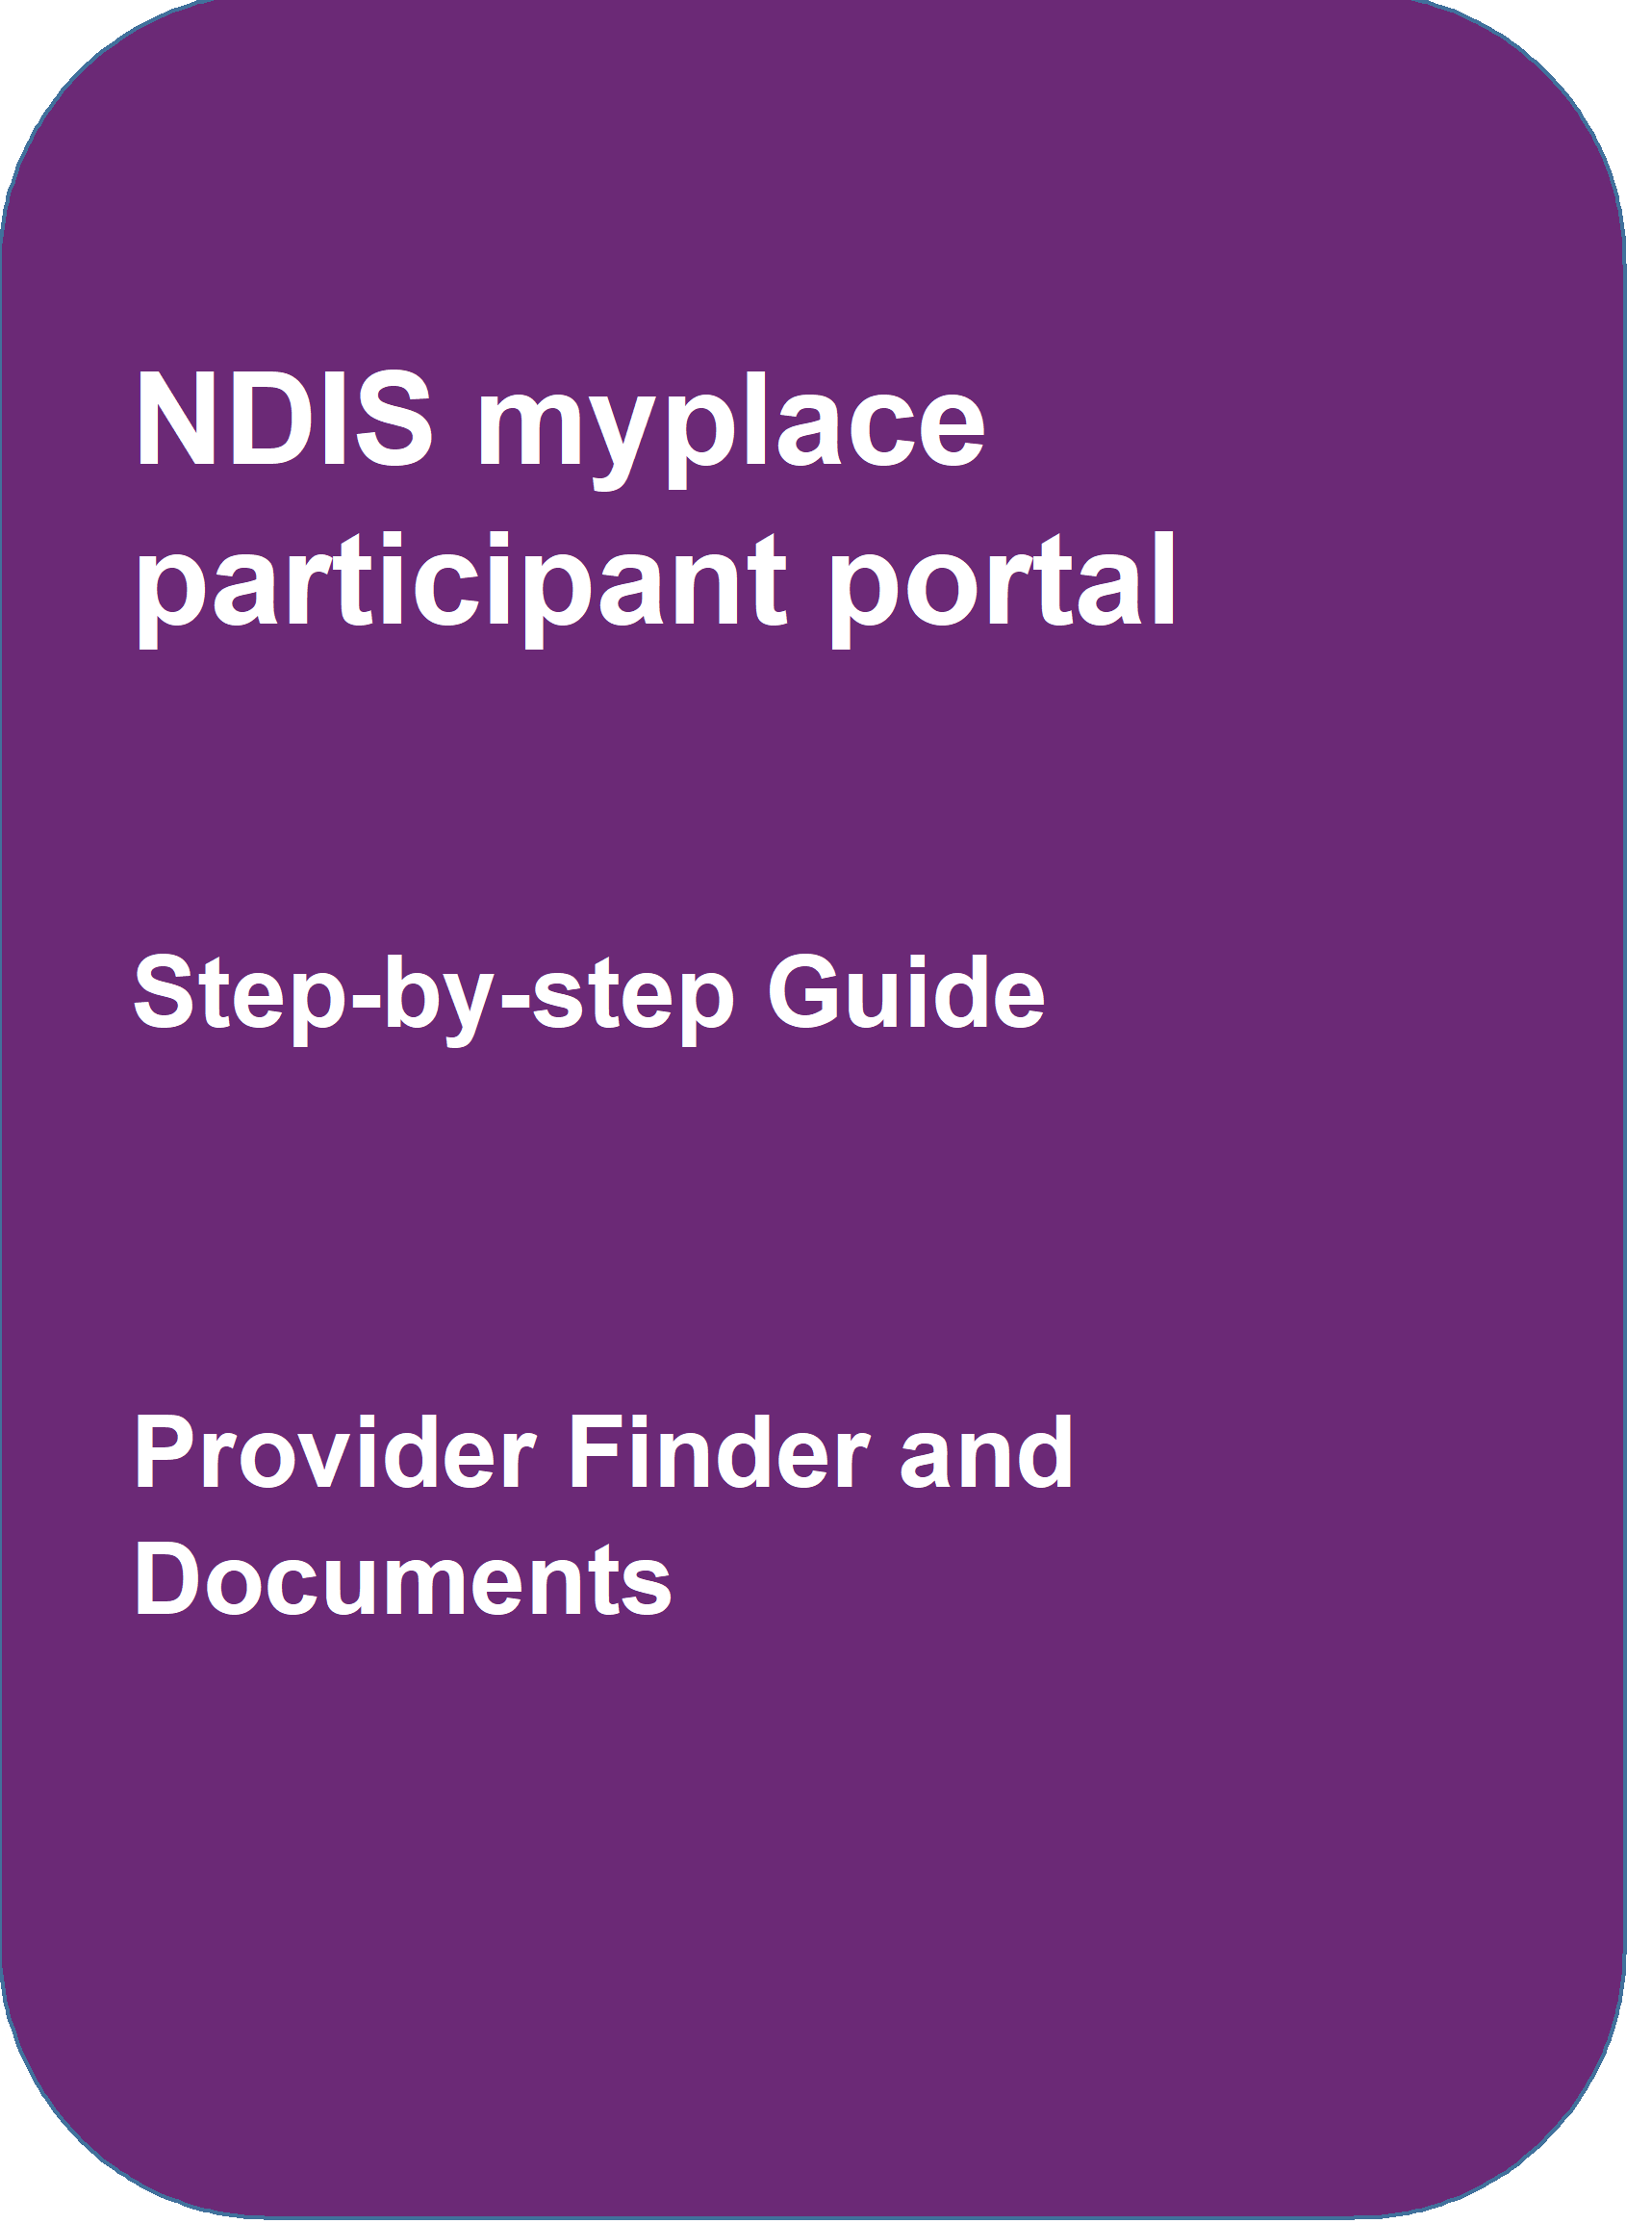 NDIS myplace
participant portal
Step-by-step Guide
Provider Finder and
Documents